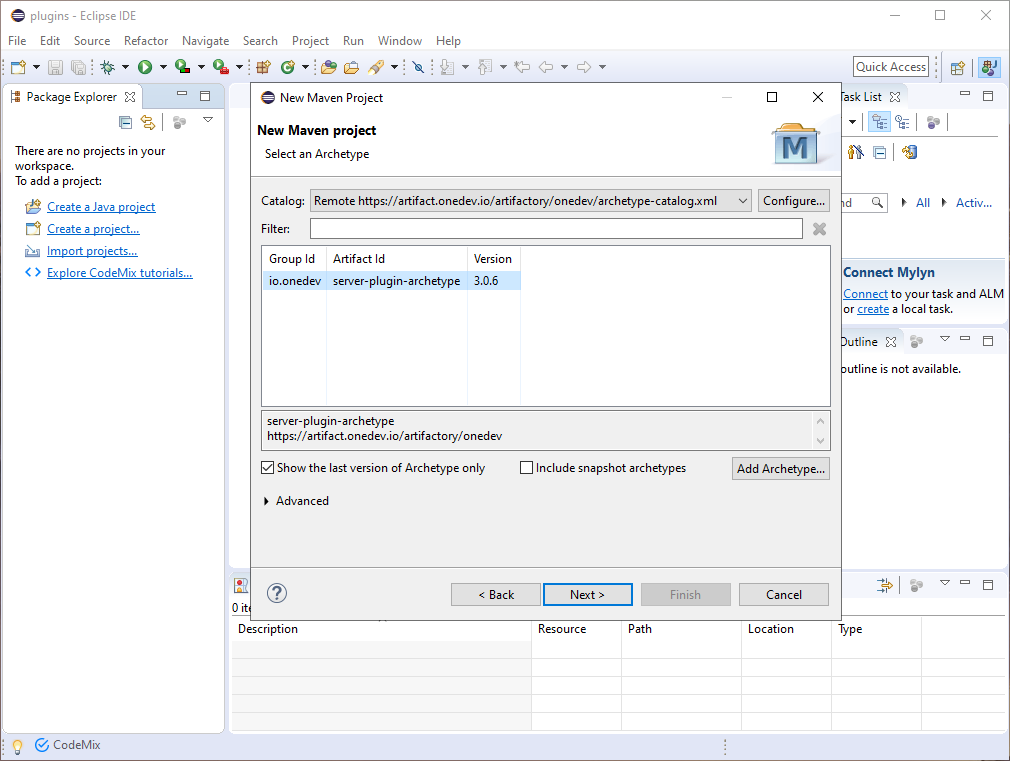 plugins - Eclipse IDE
File Edit Source Refactor Navigate Search Project Run Window Help
Quick Access
Package Explorer
There are no projects in your
workspace.
To add a project:
Create a Java project
Create a project...
Import projects...
Explore CodeMix tutorials...
New Maven Project
New Maven project
Select an Archetype
M
Catalog: Remote https://artifact.onedev.io/artifactory/onedev/archetype-catalog.xml Configure...
Filter:
Group Id Artifact Id Version
io.onedev server-plugin-archetype 3.0.6
server-plugin-archetype
https://artifact.onedev.io/artifactory/onedev
Show the last version of Archetype only Include snapshot archetypes Add Archetype...
Advanced
? < Back Next > Finish Cancel
Task List
nd All Activ...
Connect Mylyn
Connect to your task and ALM
or create a local task.
Outline
outline is not available.
0 ite
Description Resource Path Location Type
CodeMix